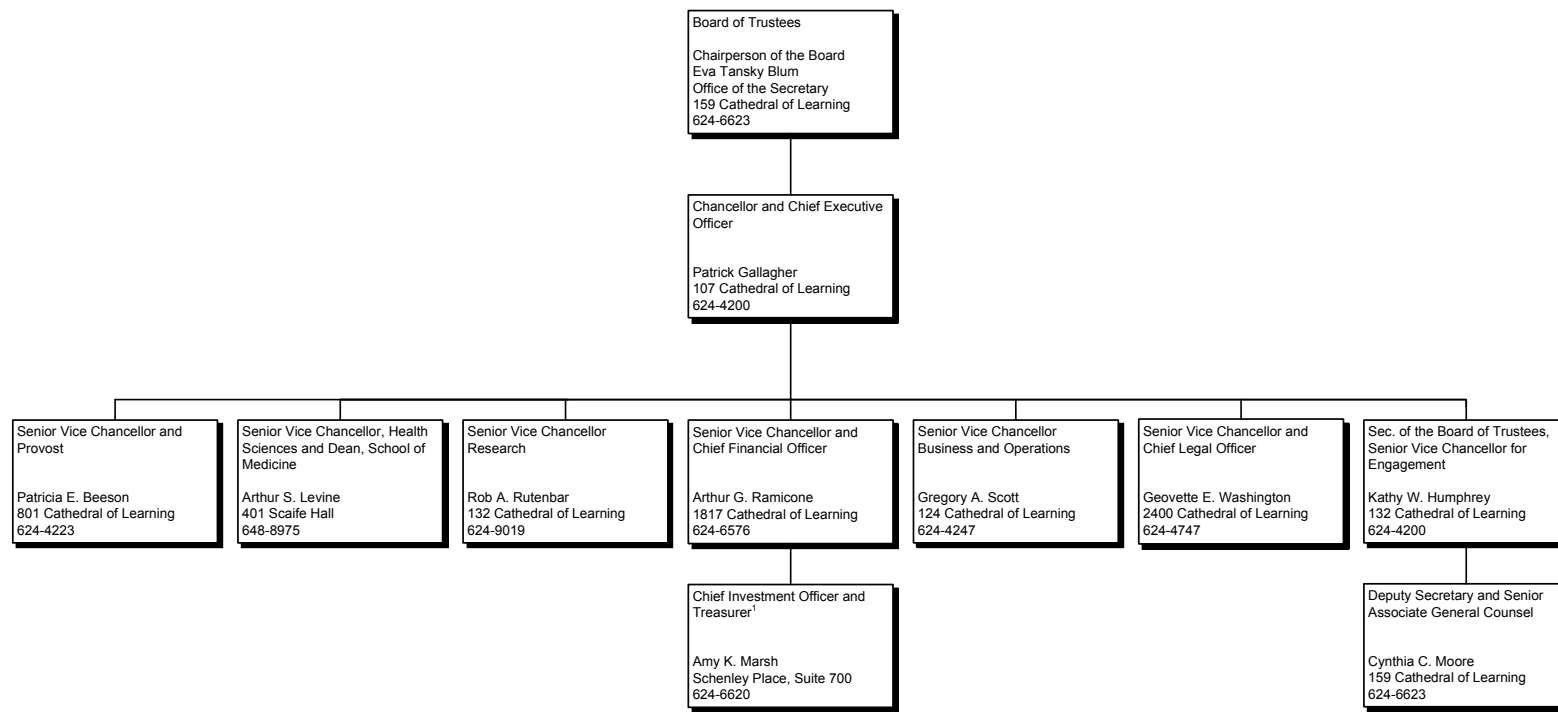 Board of Trustees
Chairperson of the Board
Eva Tansky Blum
Office of the Secretary
159 Cathedral of Learning
624-6623
Chancellor and Chief Executive
Officer
Patrick Gallagher
107 Cathedral of Learning
624-4200
Senior Vice Chancellor and
Provost
Patricia E. Beeson
801 Cathedral of Learning
624-4223
Senior Vice Chancellor, Health
Sciences and Dean, School of
Medicine
Arthur S. Levine
401 Scaife Hall
648-8975
Senior Vice Chancellor
Research
Rob A. Rutenbar
132 Cathedral of Learning
624-9019
Senior Vice Chancellor and
Chief Financial Officer
Arthur G. Ramicone
1817 Cathedral of Learning
624-6576
Senior Vice Chancellor
Business and Operations
Gregory A. Scott
124 Cathedral of Learning
624-4247
Senior Vice Chancellor and
Chief Legal Officer
Geovette E. Washington
2400 Cathedral of Learning
624-4747
Sec. of the Board of Trustees,
Senior Vice Chancellor for
Engagement
Kathy W. Humphrey
132 Cathedral of Learning
624-4200
Chief Investment Officer and
Treasurer¹
Amy K. Marsh
Schenley Place, Suite 700
624-6620
Deputy Secretary and Senior
Associate General Counsel
Cynthia C. Moore
159 Cathedral of Learning
624-6623